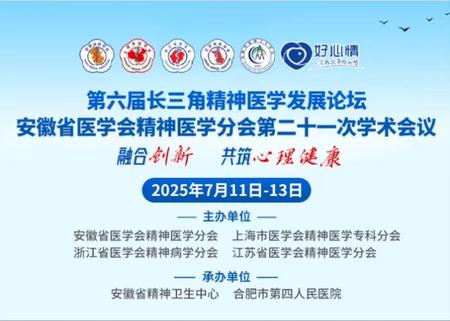 好心情
第六届长三角精神医学发展论坛
安徽省医学会精神医学分会第二十一次学术会议
融合创新 共筑心理健康
2025年7月11日-13日
主办单位
安徽省医学会精神医学分会 上海市医学会精神医学专科分会
浙江省医学会精神病学分会 江苏省医学会精神医学分会
承办单位
安徽省精神卫生中心 合肥市第四人民医院